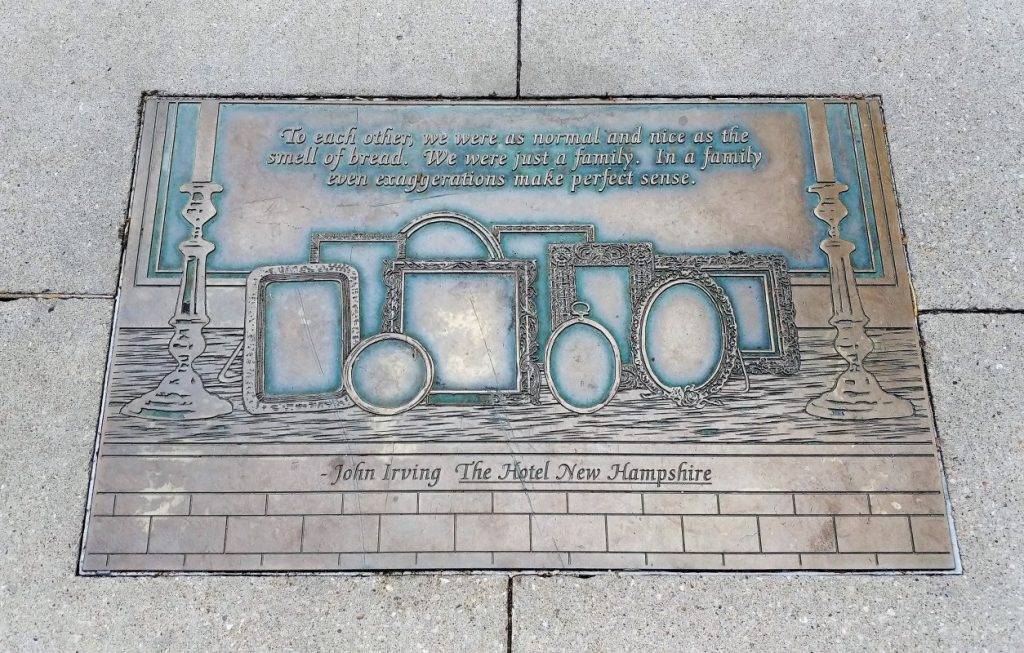 To each other, we were as normal and nice as the
smell of bread. We were just a family. In a family
even exaggerations make perfect sense.
- John Irving The Hotel New Hampshire